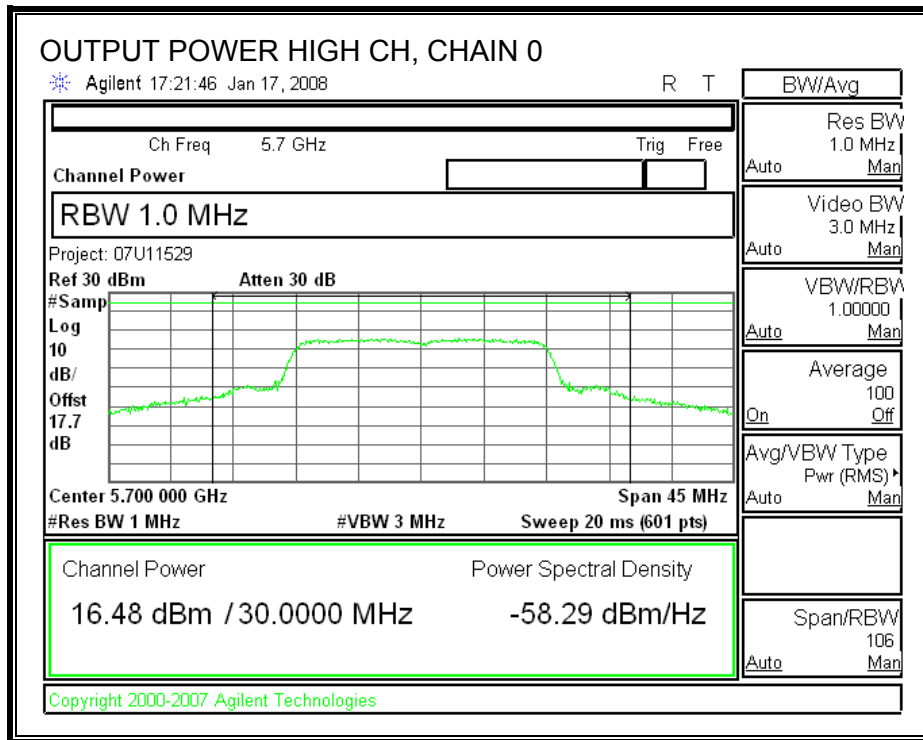 OUTPUT POWER HIGH CH, CHAIN 0
Agilent 17:21:46 Jan 17, 2008 R T
Ch Freq 5.7 GHz Trig Free
Channel Power
RBW 1.0 MHz
Project: 07U11529
Ref 30 dBm Atten 30 dB
#Samp
Log
10
dB/
Offst
17.7
dB
Center 5.700 000 GHz Span 45 MHz
#Res BW 1 MHz #VBW 3 MHz Sweep 20 ms (601 pts)
Channel Power Power Spectral Density
16.48 dBm / 30.0000 MHz -58.29 dBm/Hz
Copyright 2000-2007 Agilent Technologies
BW/Avg
Res BW
1.0 MHz
Auto Man
Video BW
3.0 MHz
Auto Man
VBW/RBW
1.00000
Auto Man
Average
100
On Off
Avg/VBW Type
Pwr (RMS)
Auto Man
Span/RBW
106
Auto Man